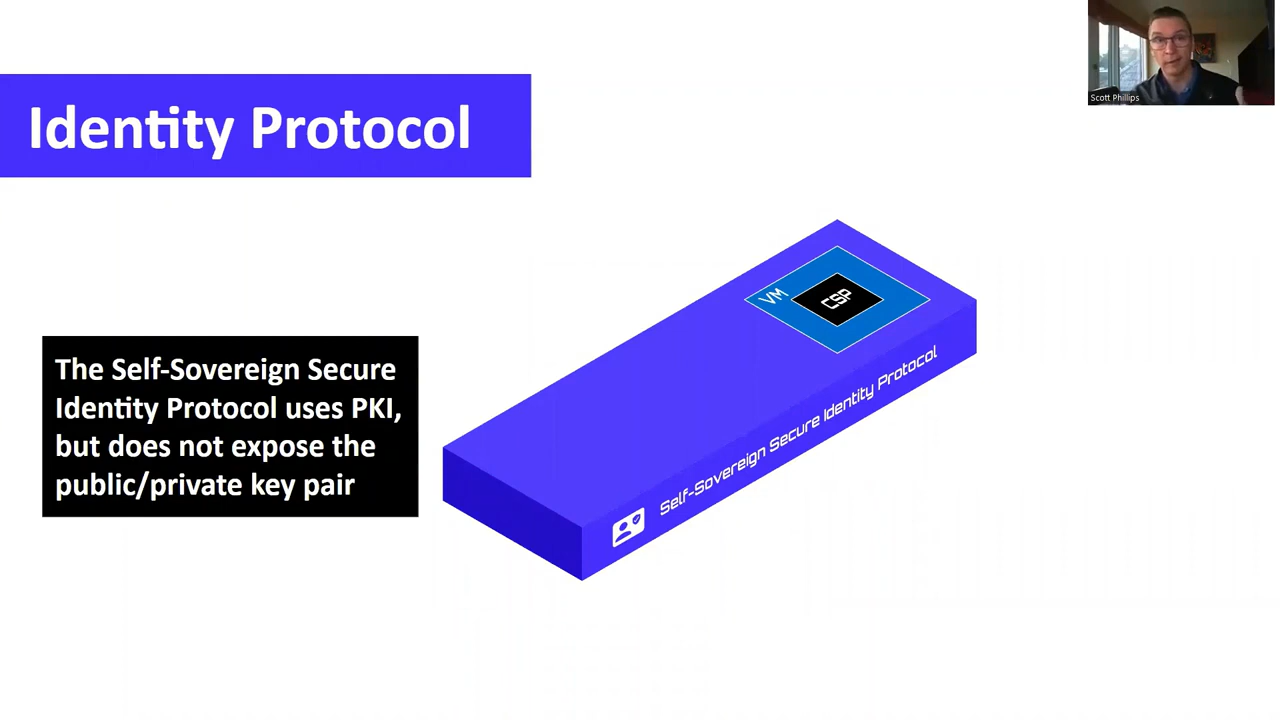 Scott Phillips
Identity Protocol
VM
CSP
The Self-Sovereign Secure
Identity Protocol uses PKI,
but does not expose the
public/private key pair
Self-Sovereign Secure Identity Protocol